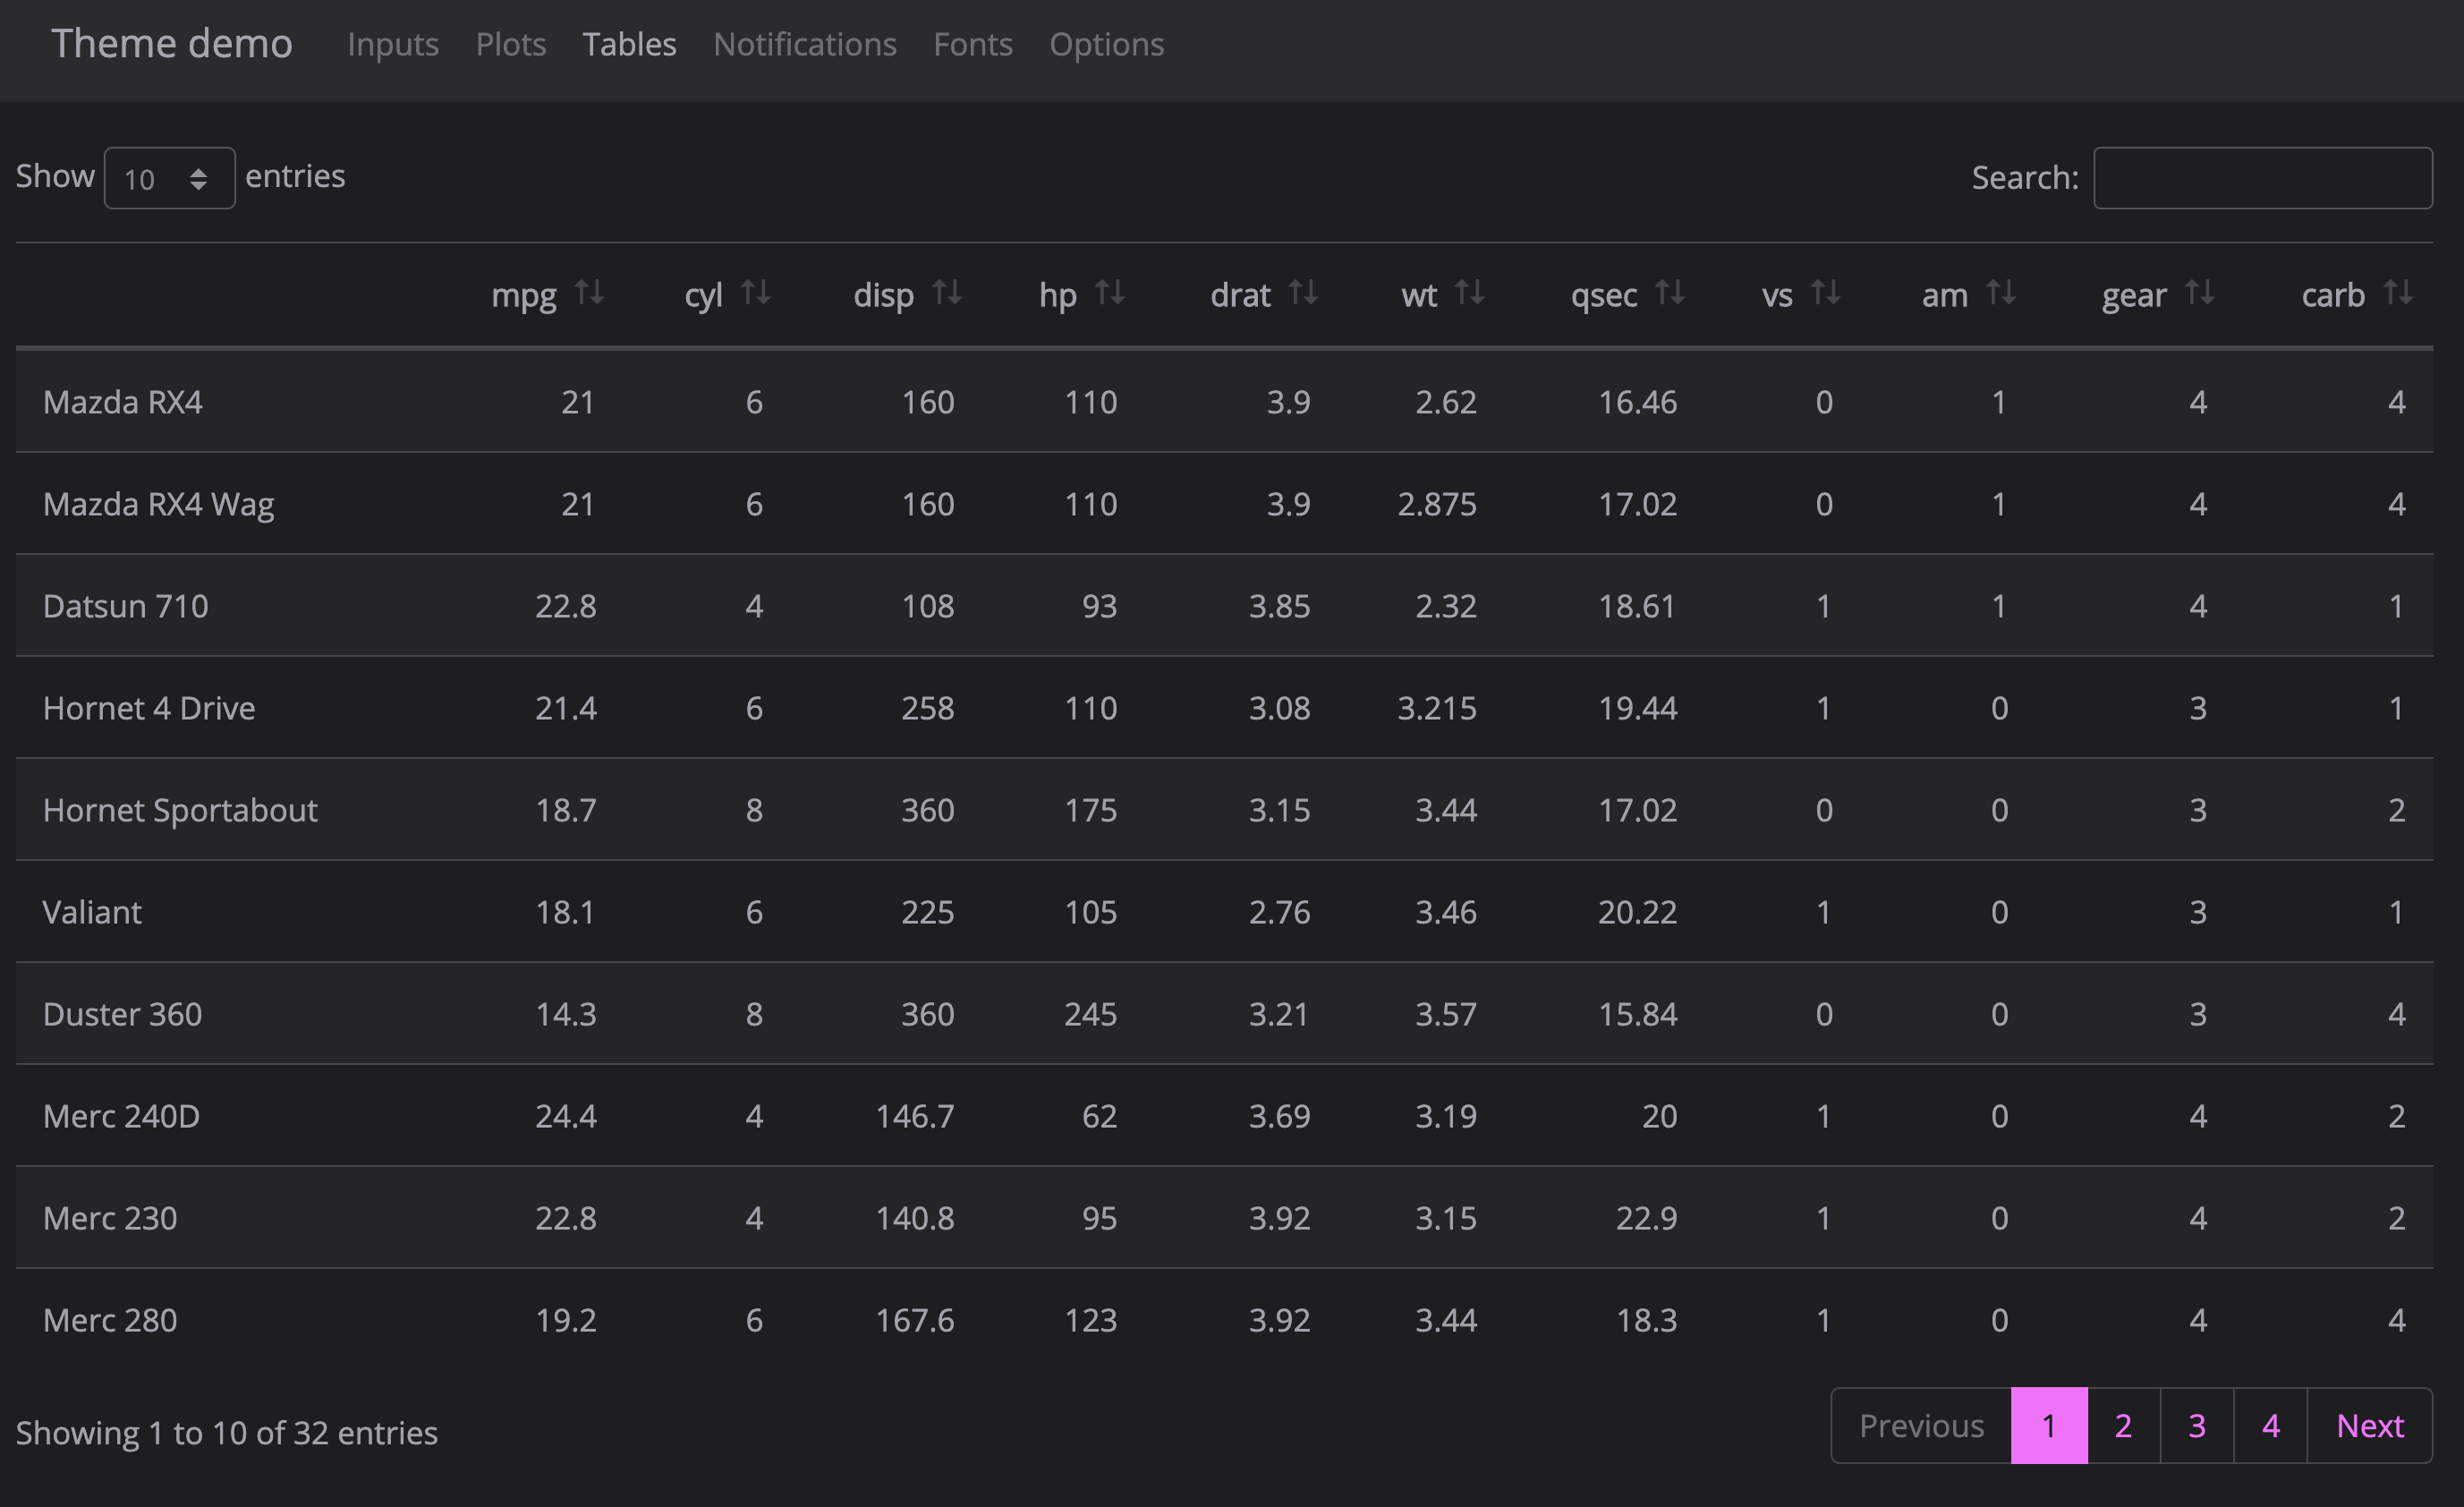 Theme demo Inputs Plots Tables Notifications Fonts Options
Show 10 entries Search:
mpg cyl disp hp drat wt qsec vs am gear carb
Mazda RX4 21 6 160 110 3.9 2.62 16.46 0 1 4 4
Mazda RX4 Wag 21 6 160 110 3.9 2.875 17.02 0 1 4 4
Datsun 710 22.8 4 108 93 3.85 2.32 18.61 1 1 4 1
Hornet 4 Drive 21.4 6 258 110 3.08 3.215 19.44 1 0 3 1
Hornet Sportabout 18.7 8 360 175 3.15 3.44 17.02 0 0 3 2
Valiant 18.1 6 225 105 2.76 3.46 20.22 1 0 3 1
Duster 360 14.3 8 360 245 3.21 3.57 15.84 0 0 3 4
Merc 240D 24.4 4 146.7 62 3.69 3.19 20 1 0 4 2
Merc 230 22.8 4 140.8 95 3.92 3.15 22.9 1 0 4 2
Merc 280 19.2 6 167.6 123 3.92 3.44 18.3 1 0 4 4
Showing 1 to 10 of 32 entries Previous 1 2 3 4 Next